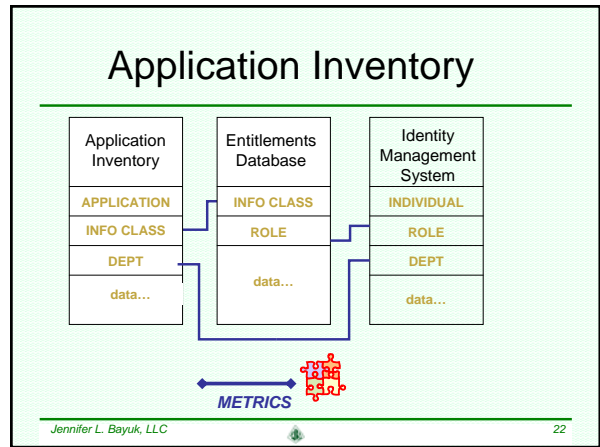 Application Inventory
Application
Inventory
APPLICATION
INFO CLASS
DEPT
data...
Entitlements
Database
INFO CLASS
ROLE
data...
Identity
Management
System
INDIVIDUAL
ROLE
DEPT
data...
METRICS
Jennifer L. Bayuk, LLC
22